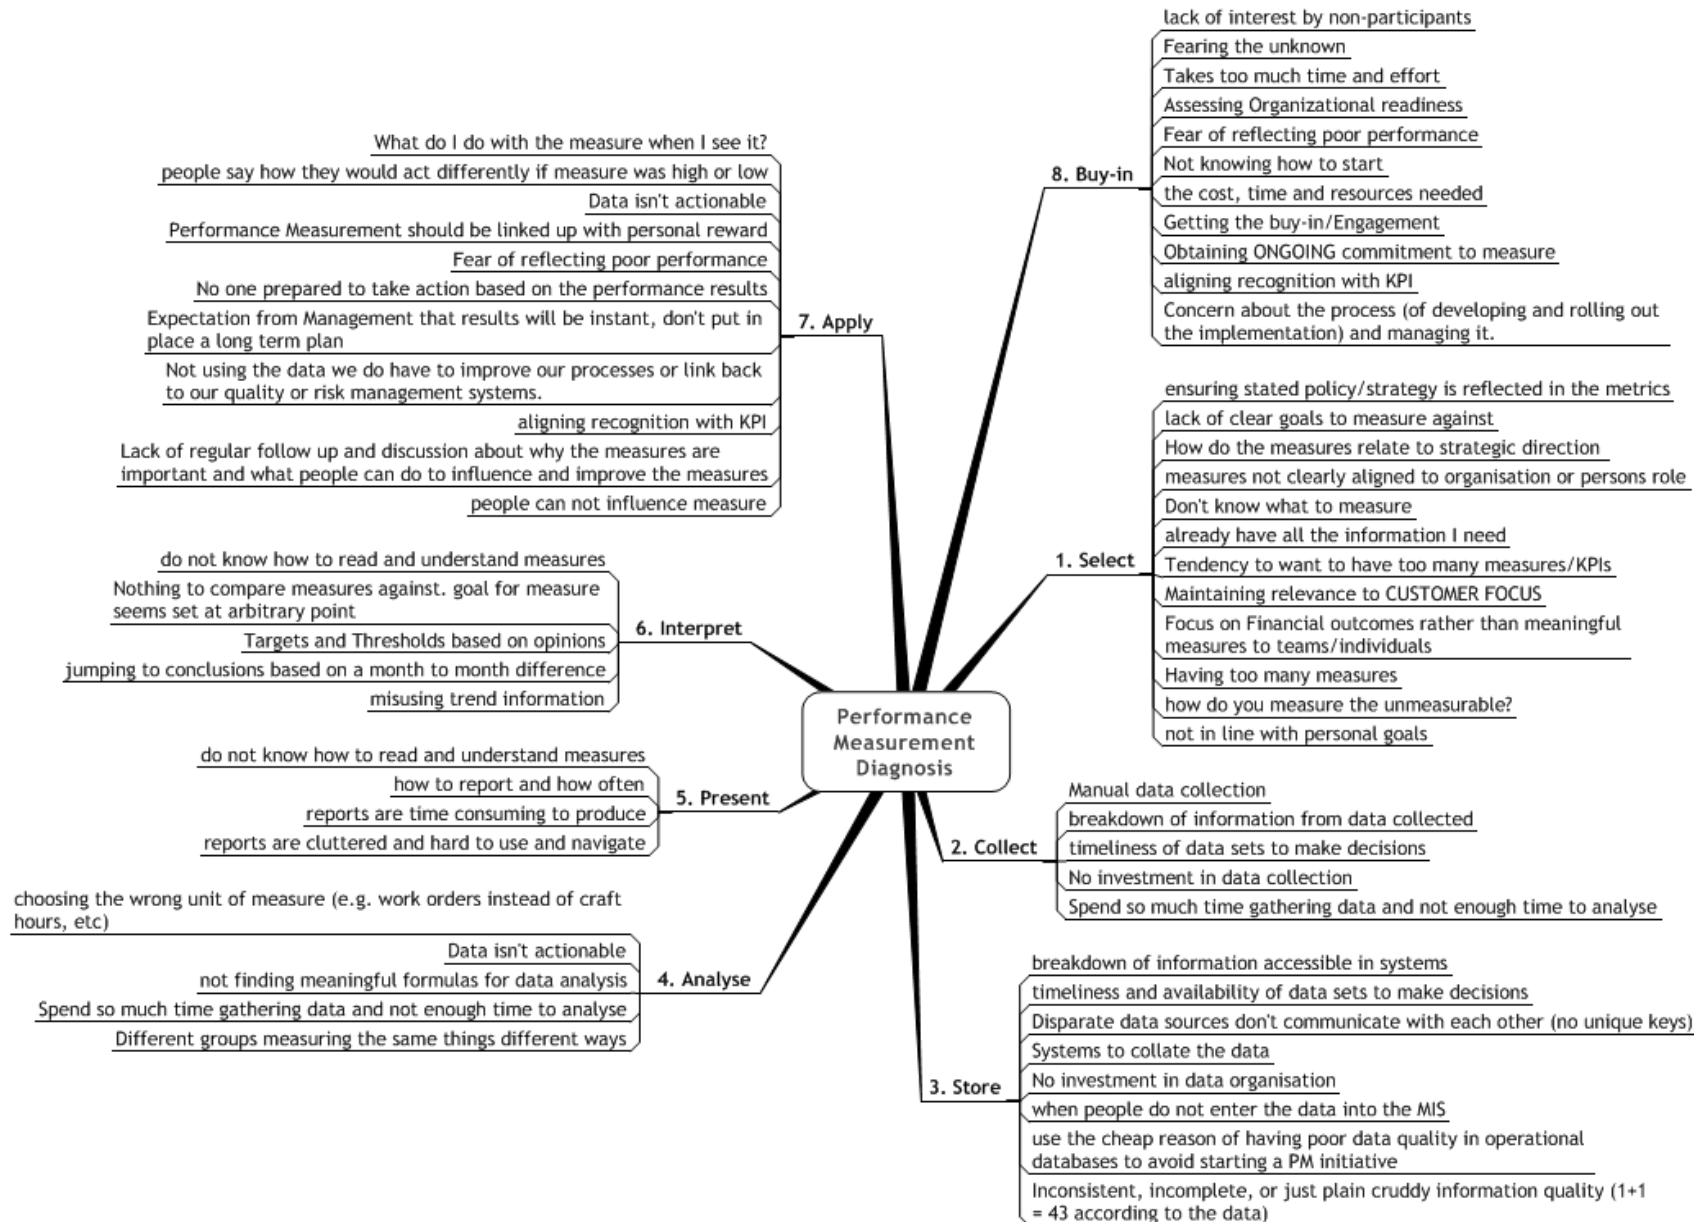 Performance
Measurement
Diagnosis
1. Select
ensuring stated policy/strategy is reflected in the metrics
lack of clear goals to measure against
How do the measures relate to strategic direction
measures not clearly aligned to organisation or persons role
Don't know what to measure
already have all the information I need
Tendency to want to have too many measures/KPIs
Maintaining relevance to CUSTOMER FOCUS
Focus on Financial outcomes rather than meaningful
measures to teams/individuals
Having too many measures
how do you measure the unmeasurable?
not in line with personal goals
2. Collect
Manual data collection
breakdown of information from data collected
timeliness of data sets to make decisions
No investment in data collection
Spend so much time gathering data and not enough time to analyse
3. Store
breakdown of information accessible in systems
timeliness and availability of data sets to make decisions
Disparate data sources don't communicate with each other (no unique keys)
Systems to collate the data
No investment in data organisation
when people do not enter the data into the MIS
use the cheap reason of having poor data quality in operational
databases to avoid starting a PM initiative
Inconsistent, incomplete, or just plain cruddy information quality (1+1
= 43 according to the data)
4. Analyse
choosing the wrong unit of measure (e.g. work orders instead of craft
hours, etc)
Data isn't actionable
not finding meaningful formulas for data analysis
Spend so much time gathering data and not enough time to analyse
Different groups measuring the same things different ways
5. Present
do not know how to read and understand measures
how to report and how often
reports are time consuming to produce
reports are cluttered and hard to use and navigate
6. Interpret
do not know how to read and understand measures
Nothing to compare measures against. goal for measure
seems set at arbitrary point
Targets and Thresholds based on opinions
jumping to conclusions based on a month to month difference
misusing trend information
7. Apply
What do I do with the measure when I see it?
people say how they would act differently if measure was high or low
Data isn't actionable
Performance Measurement should be linked up with personal reward
Fear of reflecting poor performance
No one prepared to take action based on the performance results
Expectation from Management that results will be instant, don't put in
place a long term plan
Not using the data we do have to improve our processes or link back
to our quality or risk management systems.
aligning recognition with KPI
Lack of regular follow up and discussion about why the measures are
important and what people can do to influence and improve the measures
people can not influence measure
8. Buy-in
lack of interest by non-participants
Fearing the unknown
Takes too much time and effort
Assessing Organizational readiness
Fear of reflecting poor performance
Not knowing how to start
the cost, time and resources needed
Getting the buy-in/Engagement
Obtaining ONGOING commitment to measure
aligning recognition with KPI
Concern about the process (of developing and rolling out
the implementation) and managing it.